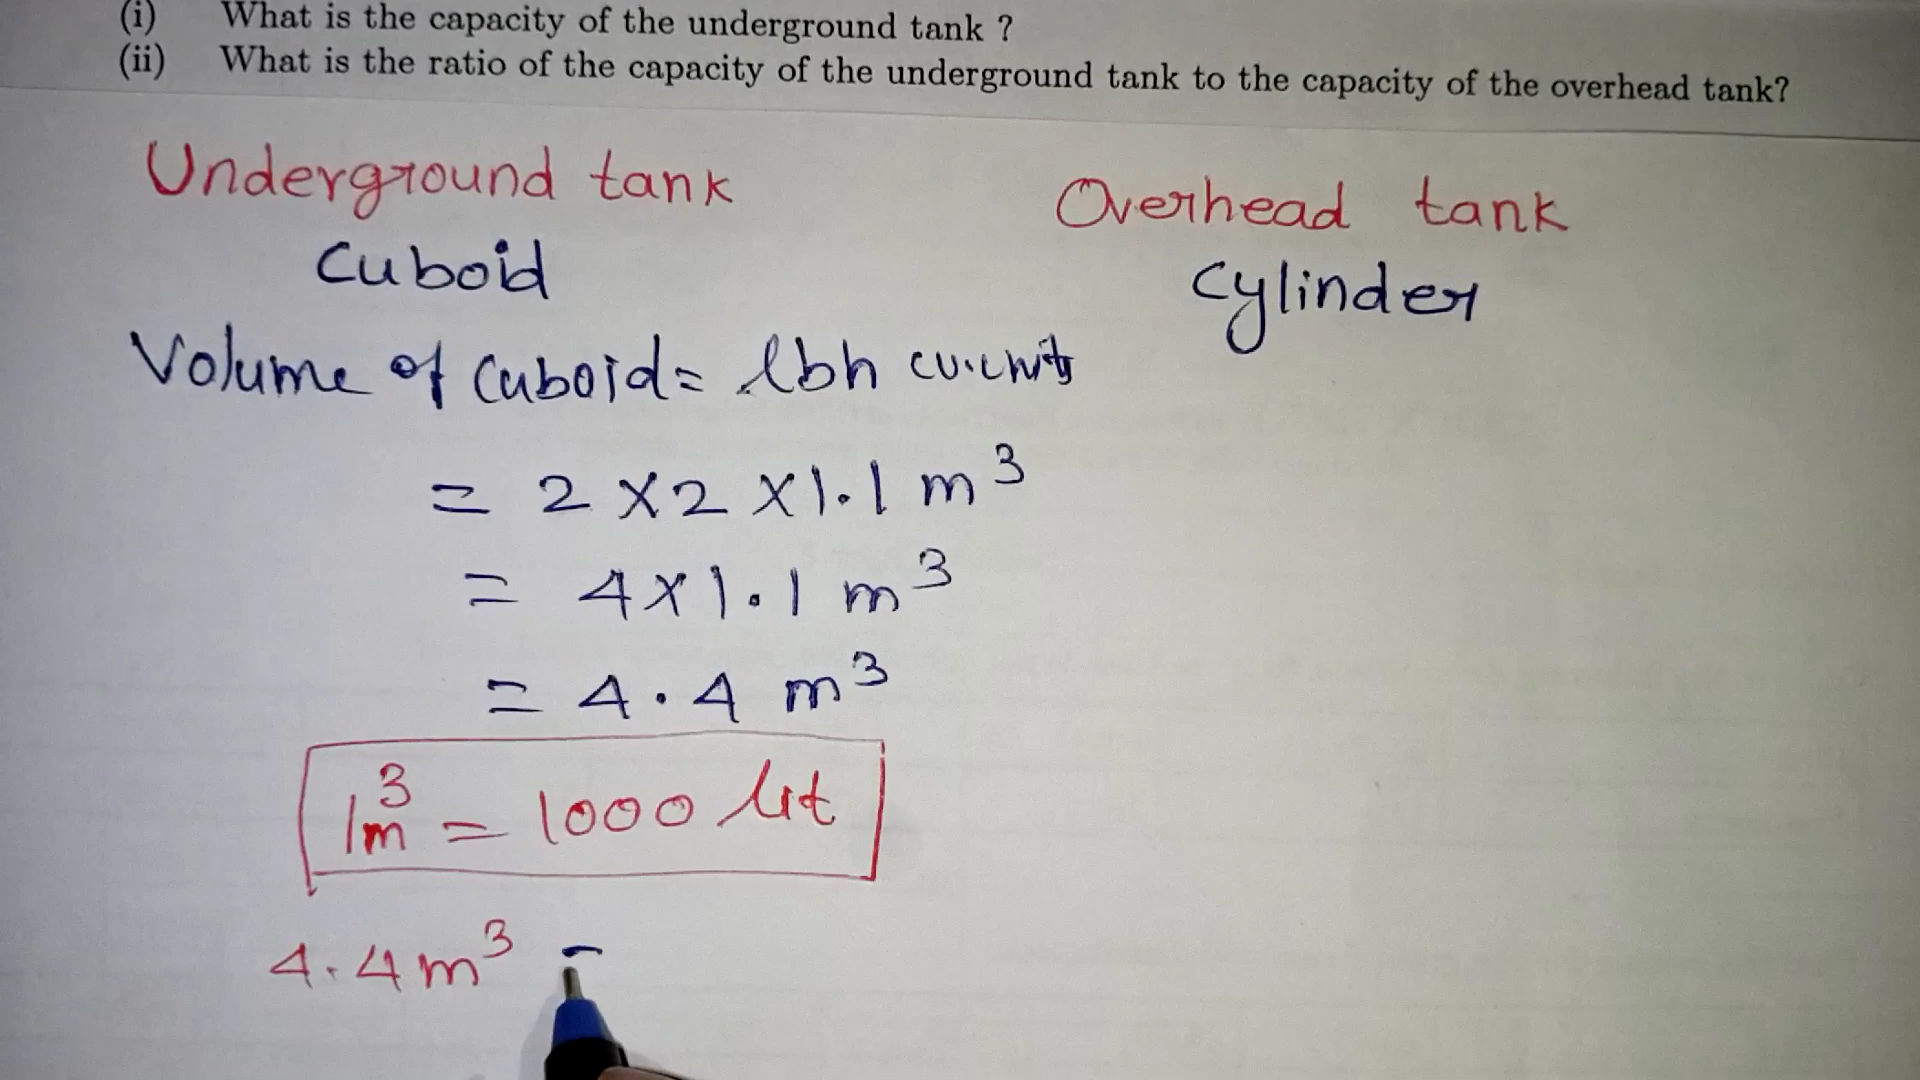 (i) What is the capacity of the underground tank ?
(ii) What is the ratio of the capacity of the underground tank to the capacity of the overhead tank?
Underground tank
Overhead tank
Cuboid
Cylinder
Volume of Cuboid = lbh cu.units
= 2 x 2 x 1.1 m³
= 4 x 1.1 m³
= 4.4 m³
1m³ = 1000 lit
4.4m³ -